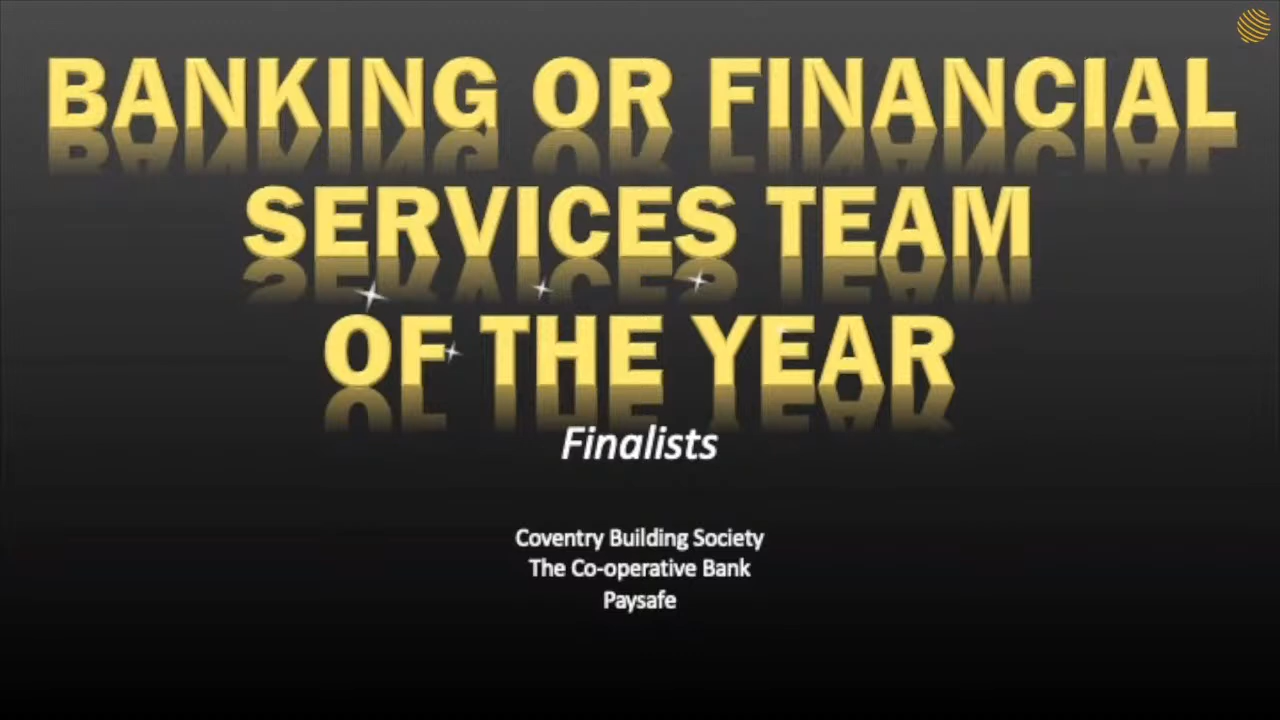 BANKING OR FINANCIAL
SERVICES TEAM
OF THE YEAR
Finalists
Coventry Building Society
The Co-operative Bank
Paysafe